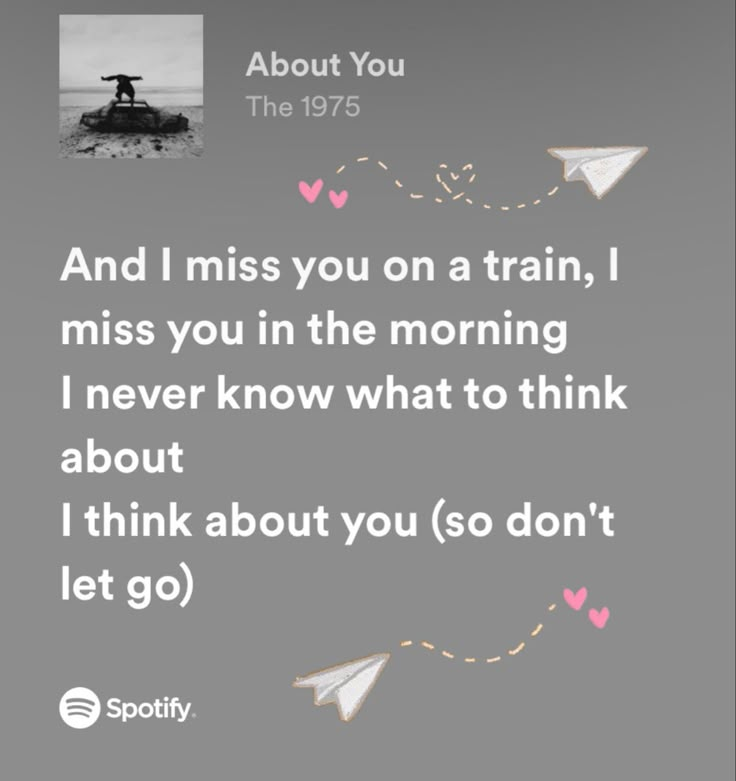 About You
The 1975
And I miss you on a train, I
miss you in the morning
I never know what to think
about
I think about you (so don't
let go)
Spotify